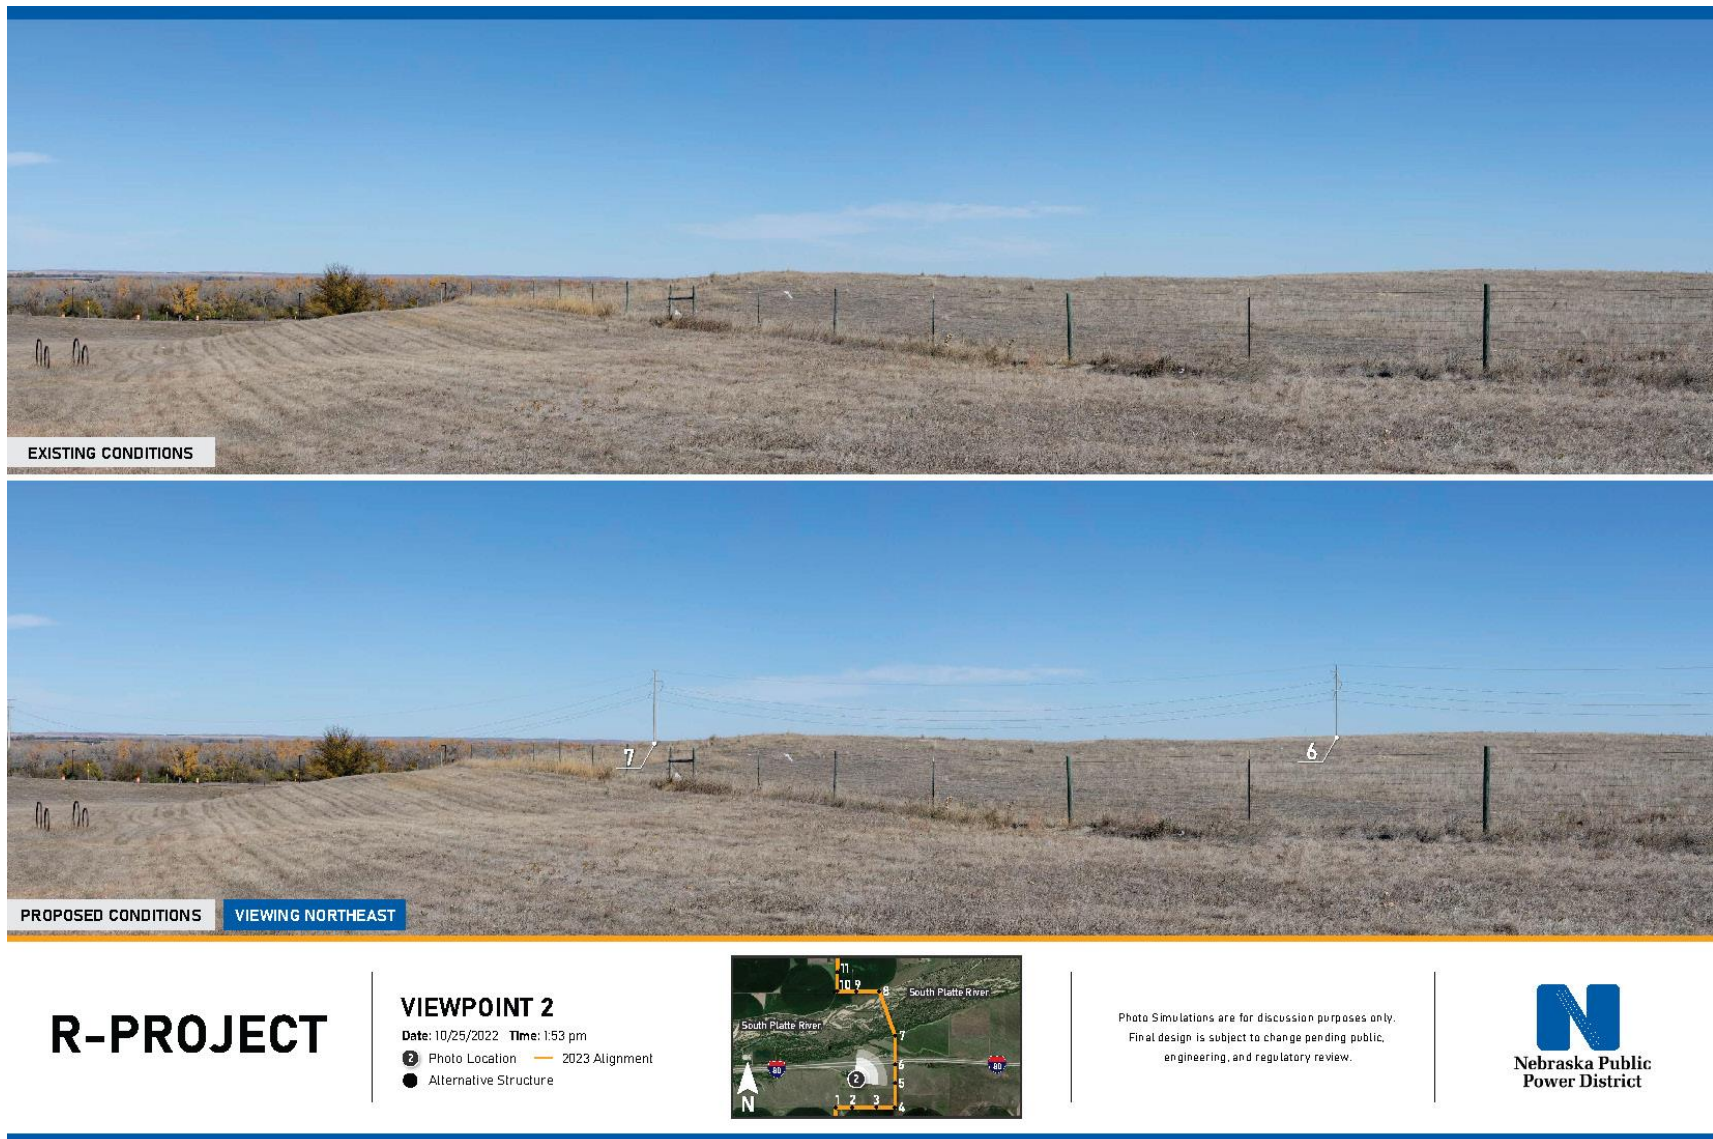 EXISTING CONDITIONS
7
6
PROPOSED CONDITIONS
VIEWING NORTHEAST
R-PROJECT
VIEWPOINT 2
Date: 10/25/2022 Time: 1:53 pm
2 Photo Location
2023 Alignment
Alternative Structure
11
10 9 8
South Platte River
South Platte River
7
80
6
80
2
5
N
1 2 3 4
Photo Simulations are for discussion purposes only.
Final design is subject to change pending public,
engineering, and regulatory review.
Nebraska Public
Power District